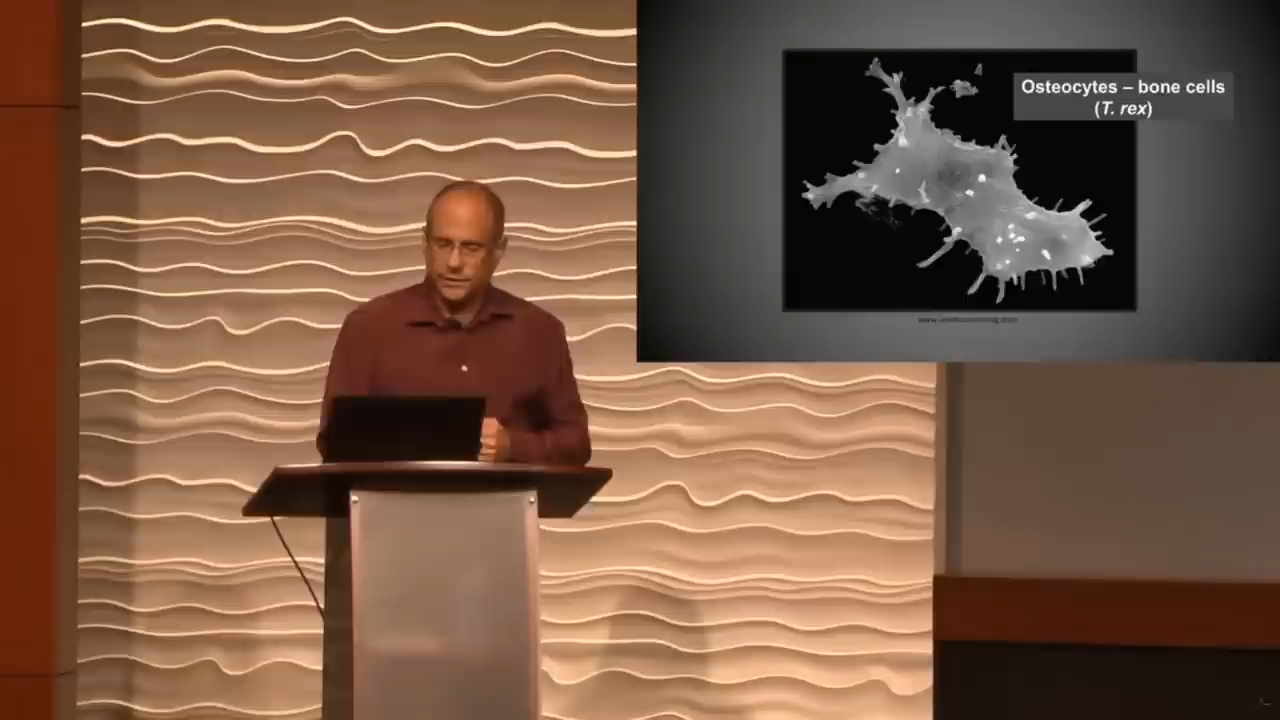 Osteocytes – bone cells
(T. rex)